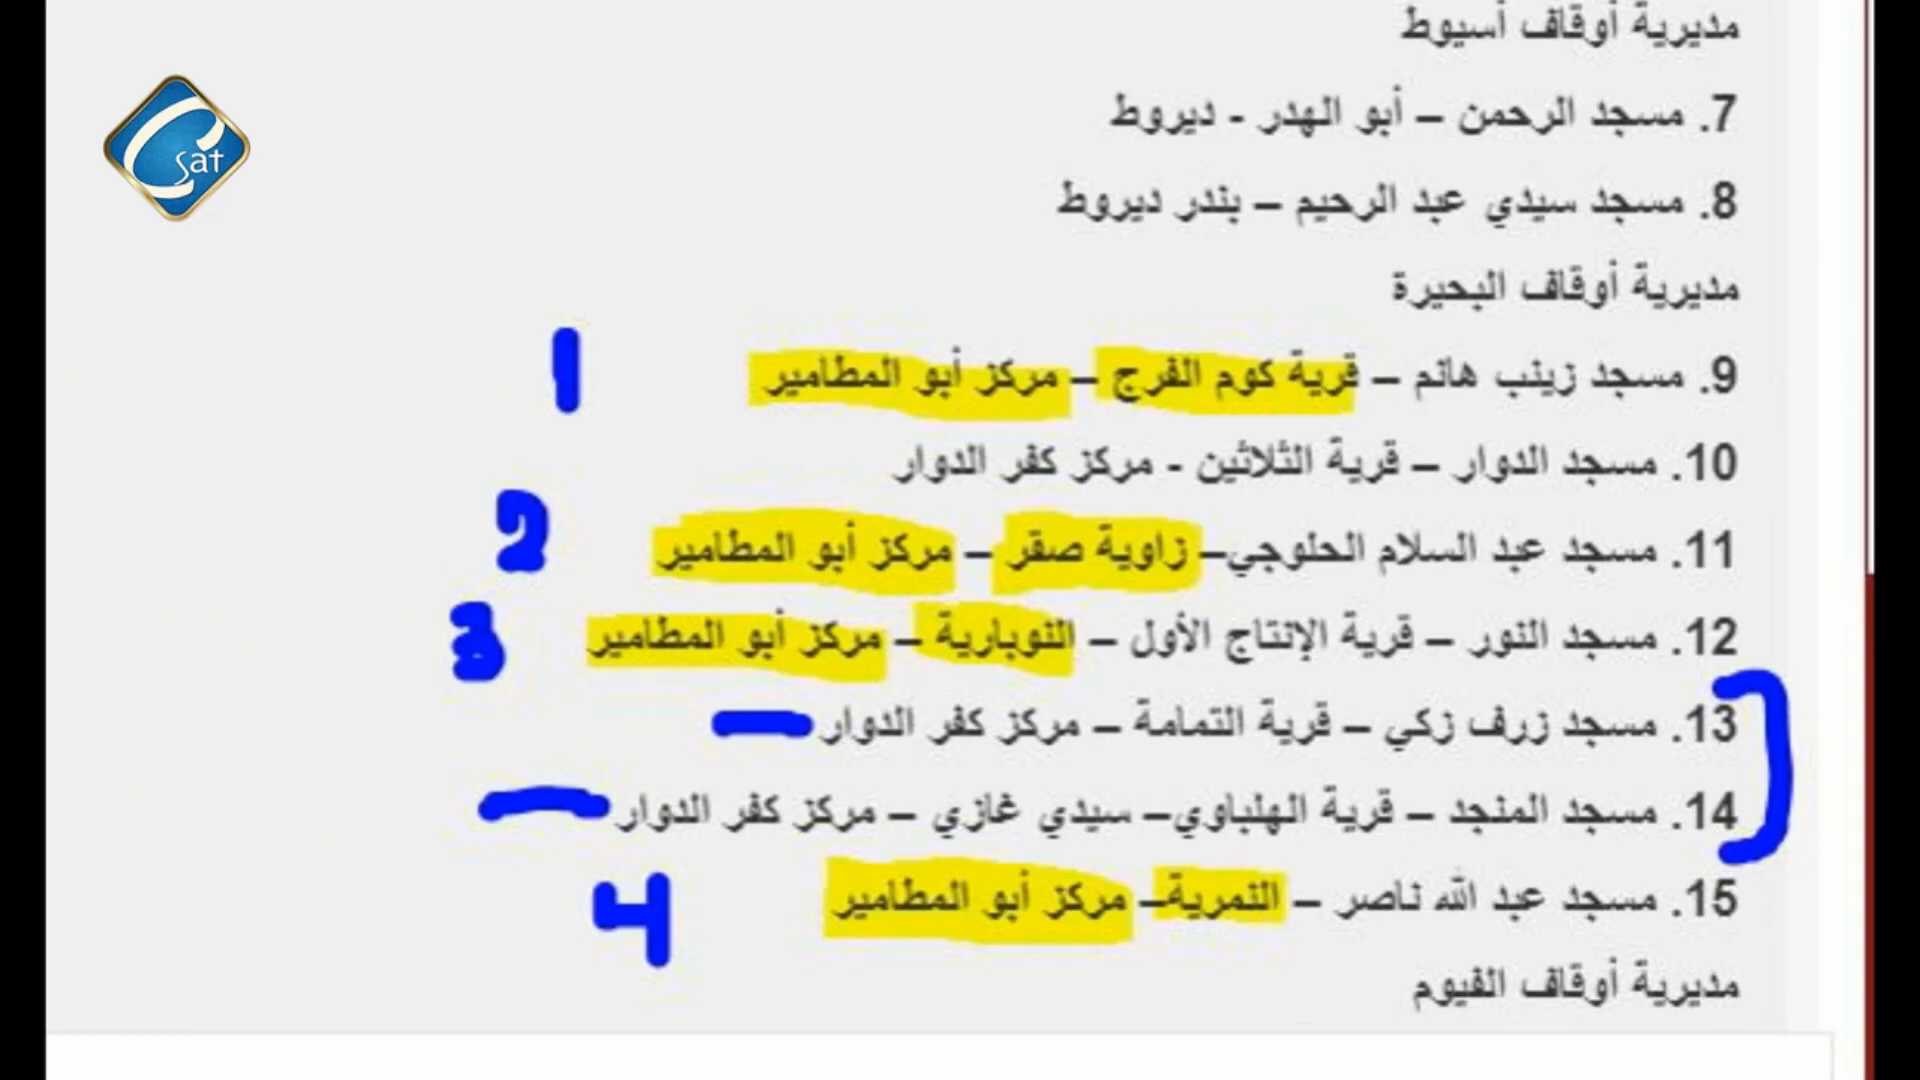 مديرية أوقاف أسيوط
7. مسجد الرحمن – أبو الهدر - ديروط
8. مسجد سيدي عبد الرحيم – بندر ديروط
مديرية أوقاف البحيرة
9. مسجد زينب هانم – قرية كوم الفرج – مركز أبو المطامير 1
10. مسجد الدوار – قرية الثلاثين - مركز كفر الدوار
11. مسجد عبد السلام الحلوجي– زاوية صقر – مركز أبو المطامير 2
12. مسجد النور – قرية الإنتاج الأول – النوبارية – مركز أبو المطامير 3
13. مسجد زرف زكي – قرية التمامة – مركز كفر الدوار
14. مسجد المنجد – قرية الهلباوي– سيدي غازي – مركز كفر الدوار
15. مسجد عبد الله ناصر – النمرية– مركز أبو المطامير 4
مديرية أوقاف الفيوم
C Sat